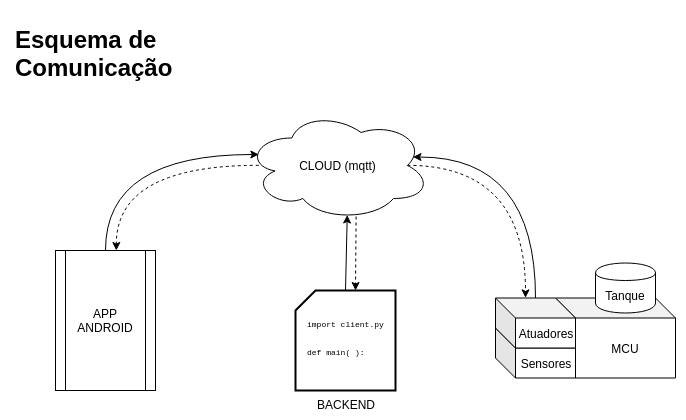 Esquema de
Comunicação
CLOUD (mqtt)
APP
ANDROID
import client.py
def main( ):
BACKEND
Tanque
Atuadores
Sensores
MCU